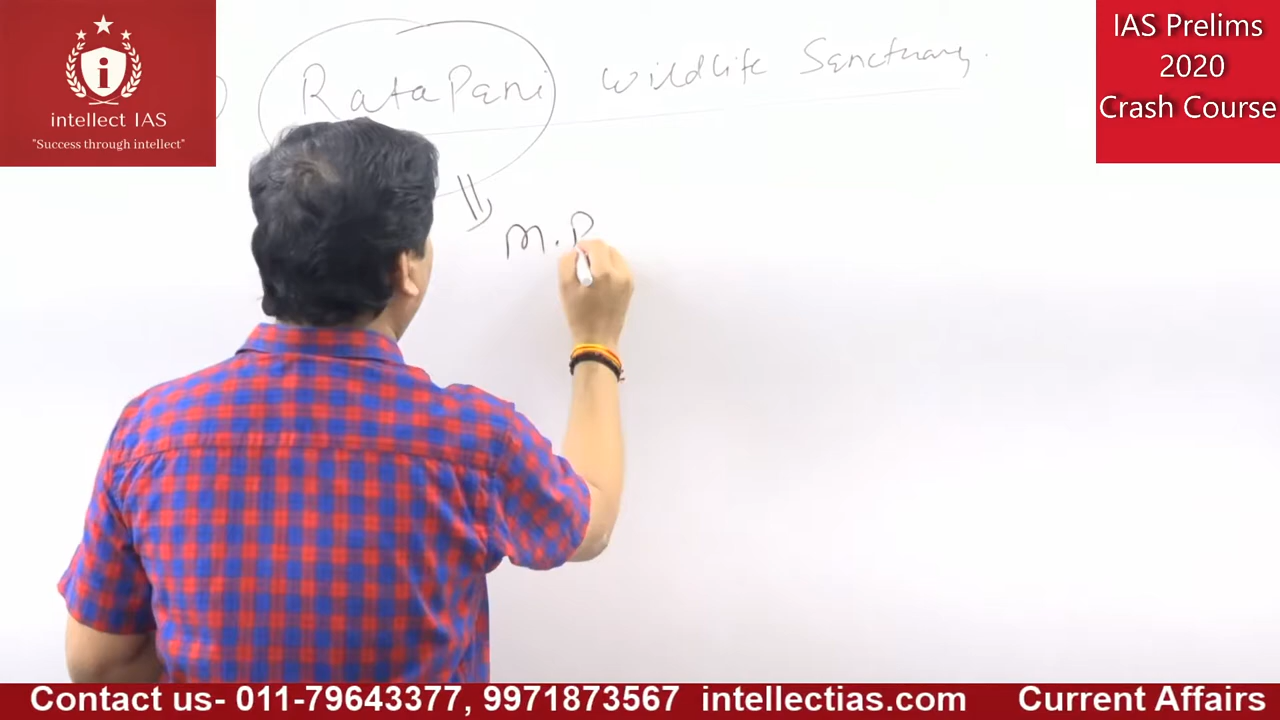 intellect IAS
"Success through intellect"
IAS Prelims
2020
Crash Course
RataPani Wildlife Sanctuary.
M.P
Contact us- 011-79643377, 9971873567 intellectias.com Current Affairs